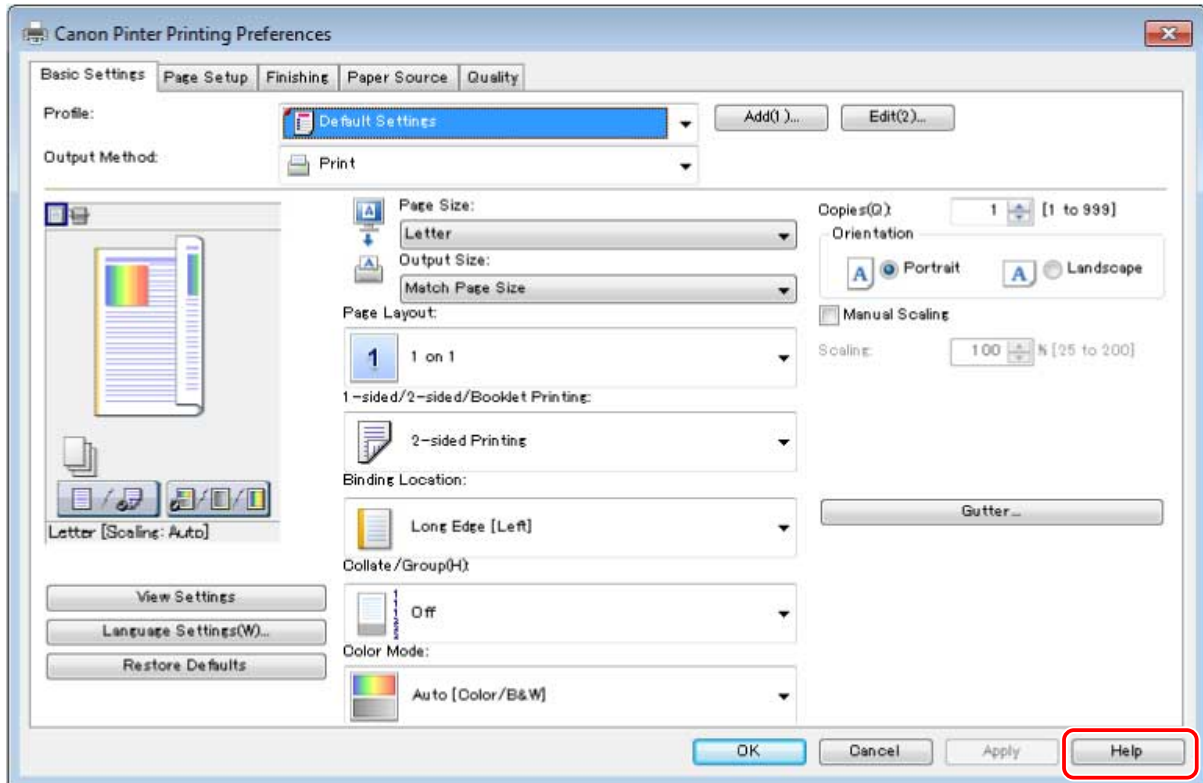 Canon Pinter Printing Preferences
Basic Settings Page Setup Finishing Paper Source Quality
Profile: Default Settings Add(1)... Edit(2)...
Output Method: Print
Page Size:
Letter
Output Size:
Match Page Size
Page Layout:
1 1 on 1
1-sided/2-sided/Booklet Printing:
2-sided Printing
Binding Location:
Long Edge [Left]
Collate/Group(H):
Off
Color Mode:
Auto [Color/B&W]
Copies(Q): 1 [1 to 999]
Orientation
A Portrait A Landscape
Manual Scaling
Scaling: 100 % [25 to 200]
Gutter...
Letter [Scaling: Auto]
View Settings
Language Settings(W)...
Restore Defaults
OK Cancel Apply Help